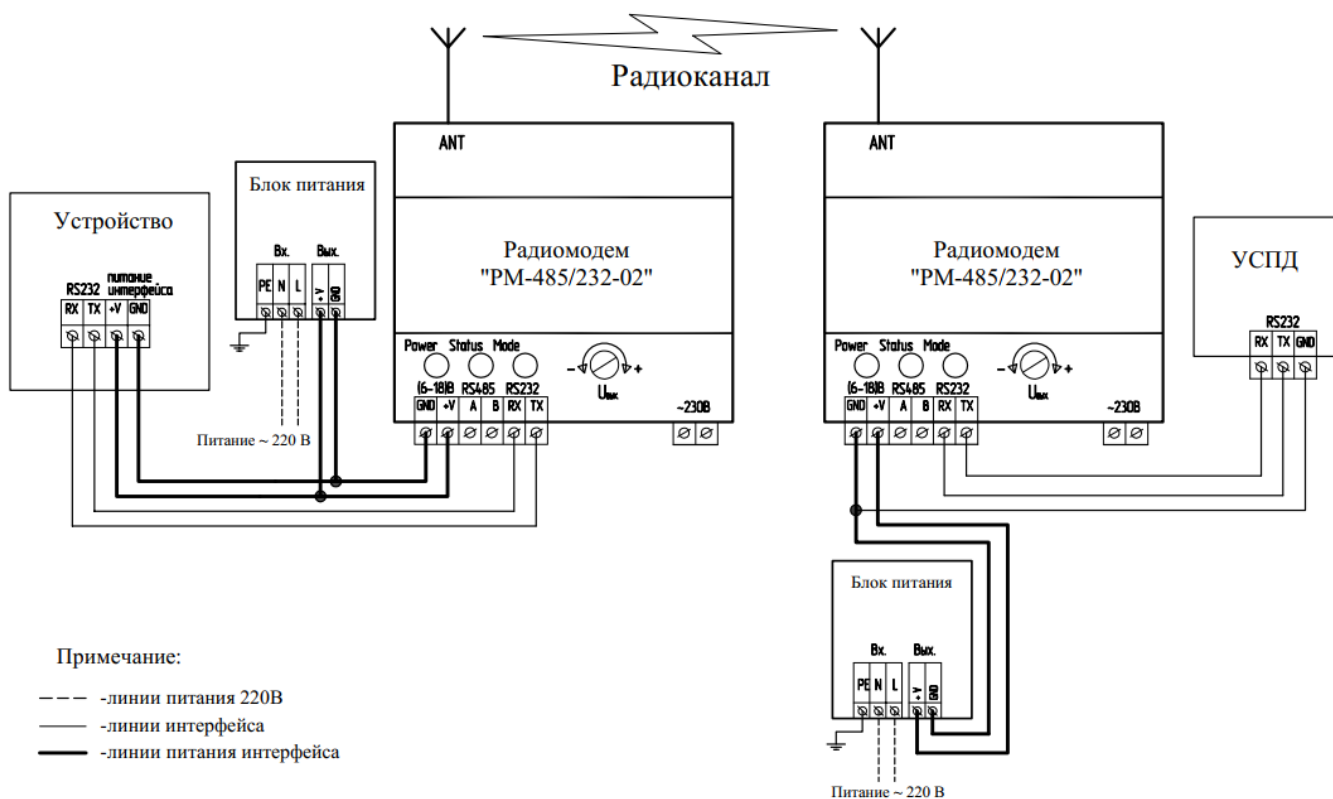 Радиоканал
ANT
Блок питания
Вх. Вых.
PE N L +V GND
Питание ~ 220 В
Устройство
питание
RS232 интерфейса
RX TX +V GND
Радиомодем
"РМ-485/232-02"
Power Status Mode
- +
Uвых
(6-18)В RS485 RS232
GND +V A B RX TX
~230В
ANT
Радиомодем
"РМ-485/232-02"
Power Status Mode
- +
Uвых
(6-18)В RS485 RS232
GND +V A B RX TX
~230В
УСПД
RS232
RX TX GND
Блок питания
Вх. Вых.
PE N L +V GND
Питание ~ 220 В
Примечание:
-линии питания 220В
-линии интерфейса
-линии питания интерфейса